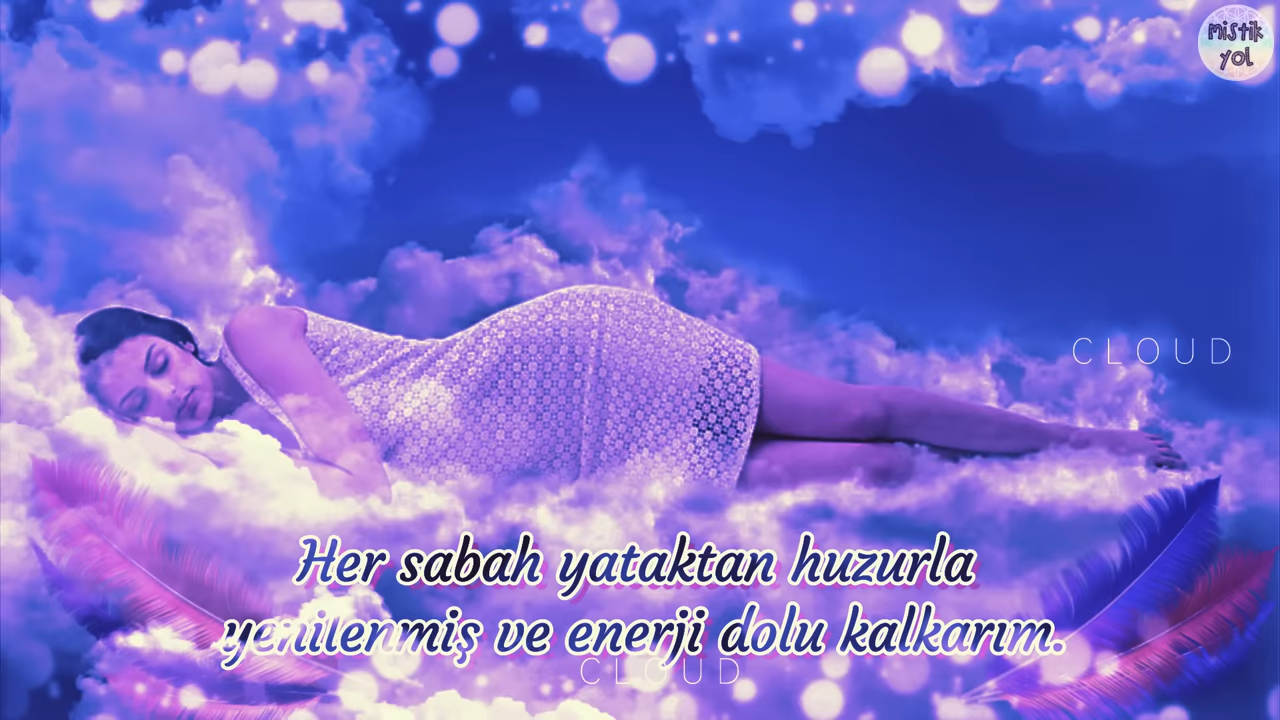 mistik
yol
CLOUD
Her sabah yataktan huzurla
yenilenmiş ve enerji dolu kalkarım.
CLOUD